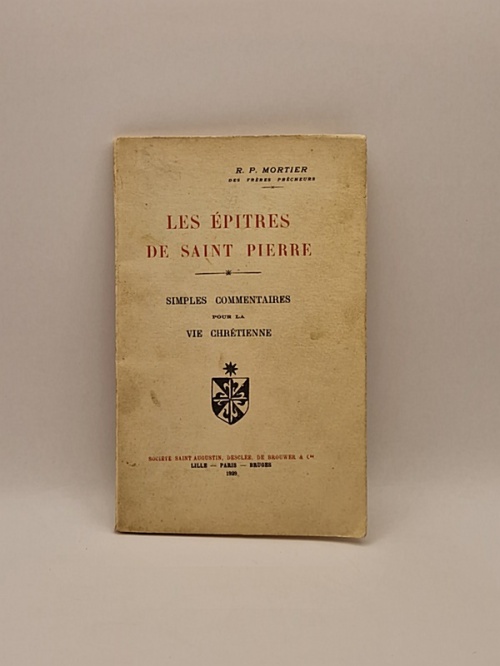 R. P. MORTIER
DES FRÈRES PRÊCHEURS
LES ÉPITRES
DE SAINT PIERRE
SIMPLES COMMENTAIRES
POUR LA
VIE CHRÉTIENNE
SOCIÉTÉ SAINT AUGUSTIN, DESCLÉE, DE BROUWER & Cie
LILLE — PARIS — BRUGES